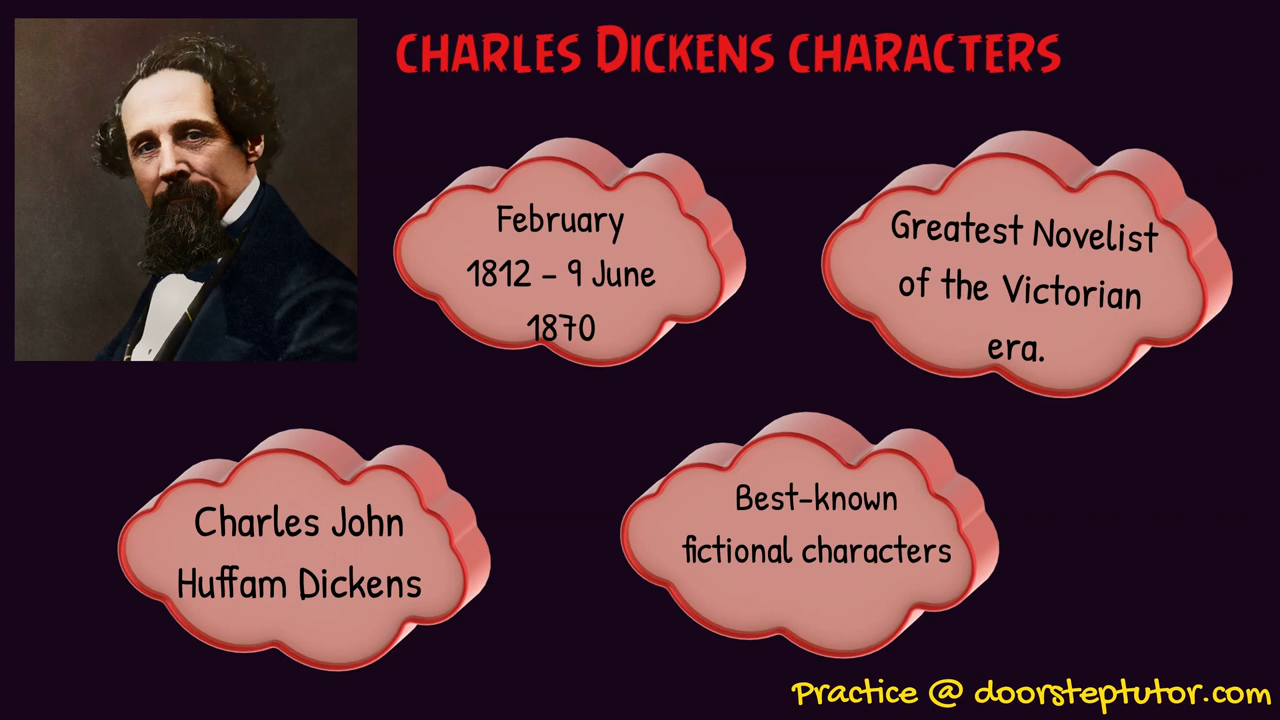 CHARLES DICKENS CHARACTERS
February
1812 – 9 June
1870
Greatest Novelist
of the Victorian
era.
Charles John
Huffam Dickens
Best-known
fictional characters
Practice @ doorsteptutor.com